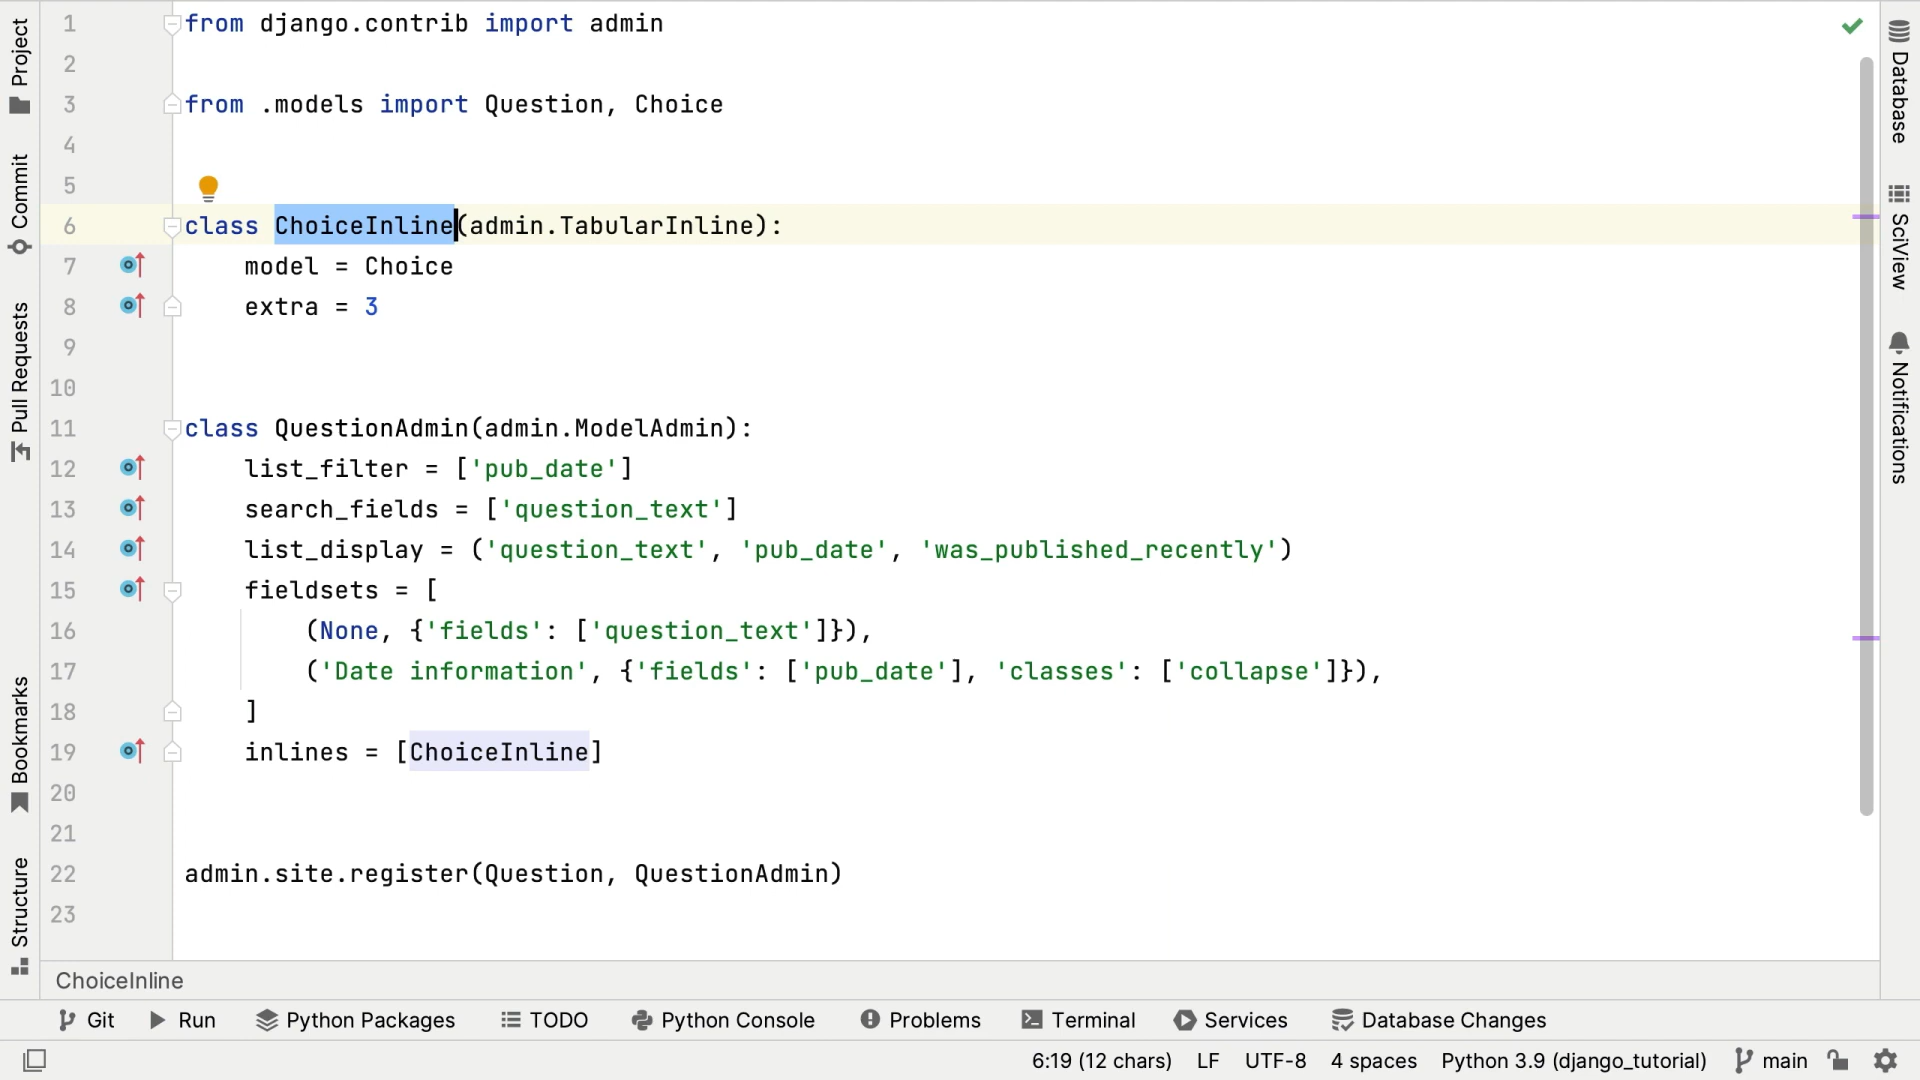 Project
Commit
Pull Requests
Bookmarks
Structure
1 from django.contrib import admin
2
3 from .models import Question, Choice
4
5
6 class ChoiceInline(admin.TabularInline):
7     model = Choice
8     extra = 3
9
10
11 class QuestionAdmin(admin.ModelAdmin):
12     list_filter = ['pub_date']
13     search_fields = ['question_text']
14     list_display = ('question_text', 'pub_date', 'was_published_recently')
15     fieldsets = [
16         (None, {'fields': ['question_text']}),
17         ('Date information', {'fields': ['pub_date'], 'classes': ['collapse']}),
18     ]
19     inlines = [ChoiceInline]
20
21
22 admin.site.register(Question, QuestionAdmin)
23
Database
SciView
Notifications
ChoiceInline
Git Run Python Packages TODO Python Console Problems Terminal Services Database Changes
6:19 (12 chars) LF UTF-8 4 spaces Python 3.9 (django_tutorial) main